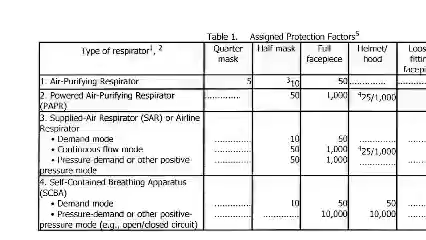 Table 1. Assigned Protection Factors5
Type of respirator1, 2 Quarter mask Half mask Full facepiece Helmet/ hood Loos fittin facepi
1. Air-Purifying Respirator 5 310 50 .............. ..........
2. Powered Air-Purifying Respirator (PAPR) .............. 50 1,000 425/1,000
3. Supplied-Air Respirator (SAR) or Airline Respirator
• Demand mode .............. 10 50 .............. ........
• Continuous flow mode .............. 50 1,000 425/1,000
• Pressure-demand or other positive-pressure mode .............. 50 1,000 .............. ........
4. Self-Contained Breathing Apparatus (SCBA)
• Demand mode .............. 10 50 50 ........
• Pressure-demand or other positive-pressure mode (e.g., open/closed circuit) .............. .............. 10,000 10,000 ........